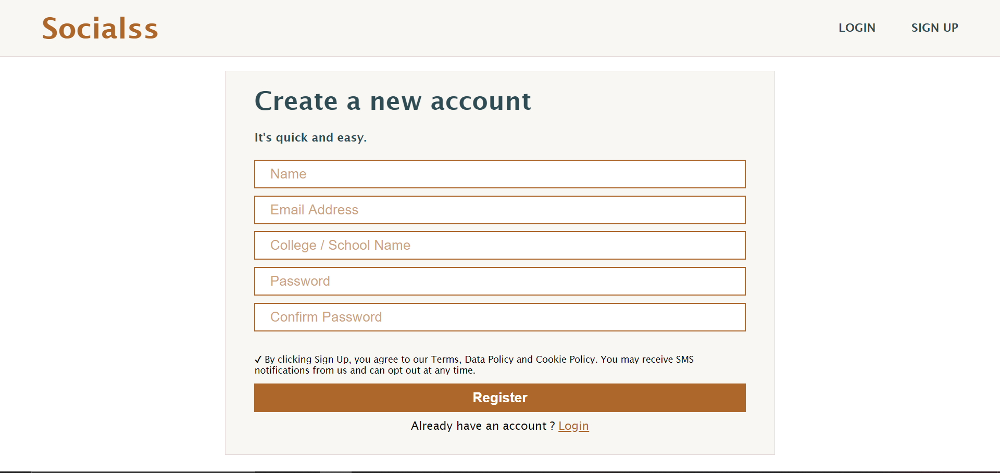 Socialss
LOGIN
SIGN UP
Create a new account
It's quick and easy.
Name
Email Address
College / School Name
Password
Confirm Password
✓ By clicking Sign Up, you agree to our Terms, Data Policy and Cookie Policy. You may receive SMS
notifications from us and can opt out at any time.
Register
Already have an account ? Login